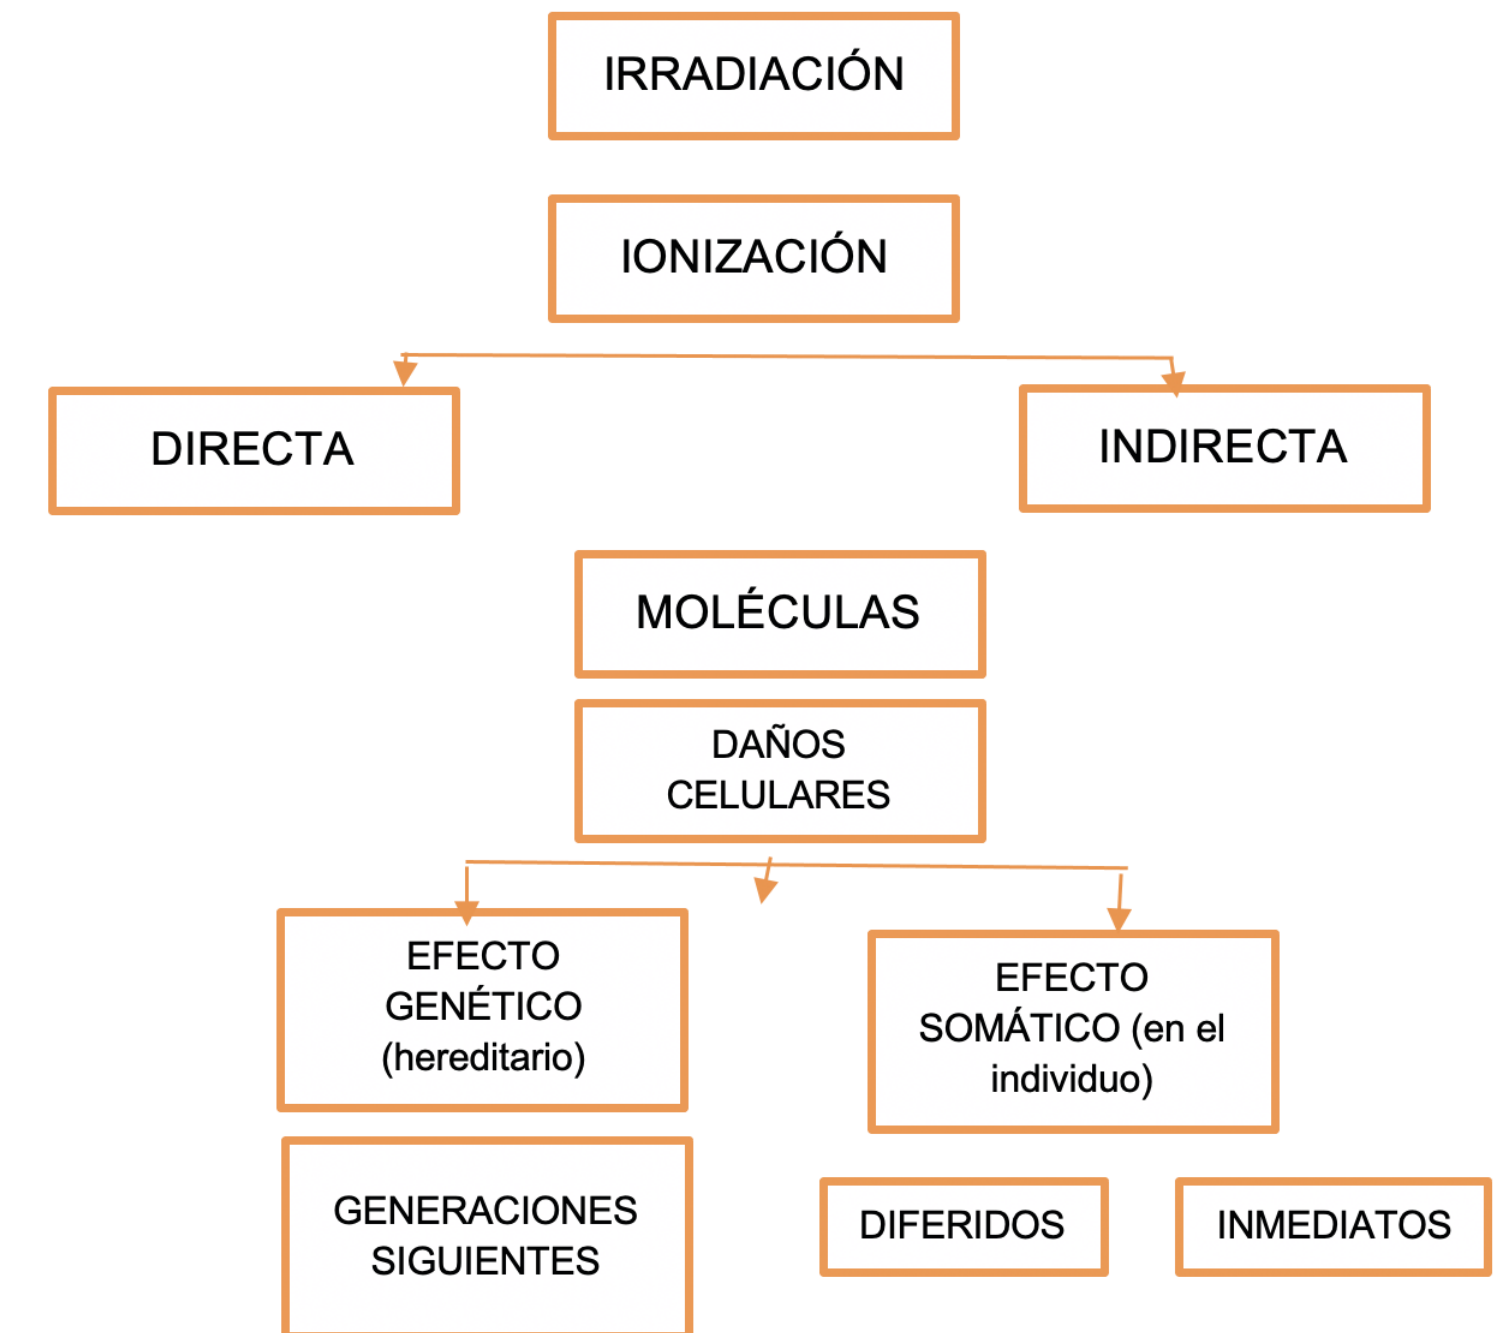 IRRADIACIÓN
IONIZACIÓN
DIRECTA
INDIRECTA
MOLÉCULAS
DAÑOS
CELULARES
EFECTO
GENÉTICO
(hereditario)
EFECTO
SOMÁTICO (en el
individuo)
GENERACIONES
SIGUIENTES
DIFERIDOS
INMEDIATOS